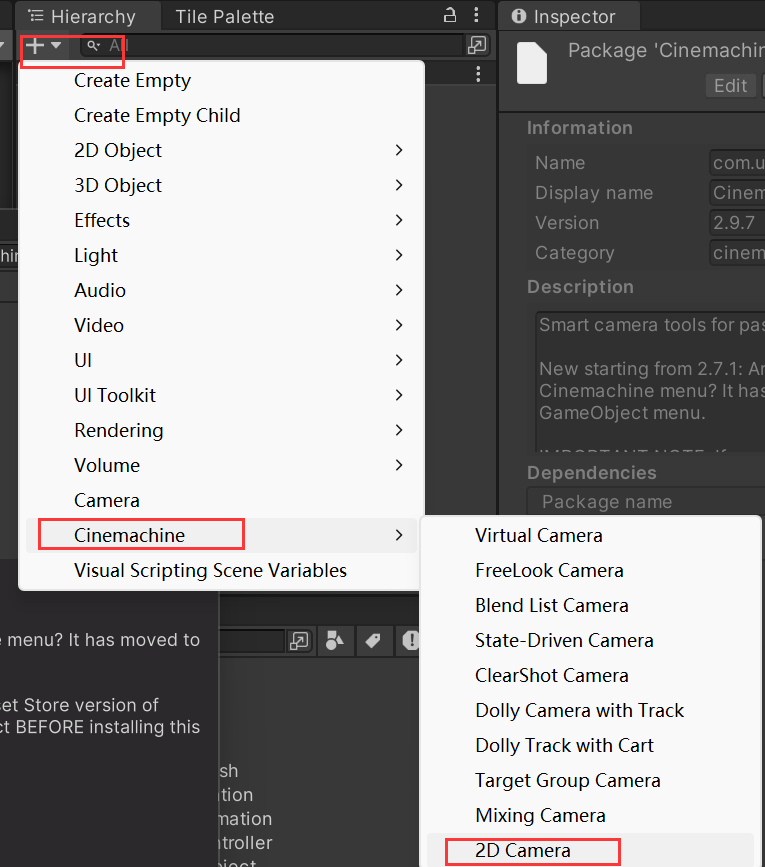 Hierarchy
Tile Palette
Inspector
All
Package 'Cinemachin
Edit
Create Empty
Create Empty Child
2D Object
3D Object
Effects
Light
Audio
Video
UI
UI Toolkit
Rendering
Volume
Camera
Cinemachine
Visual Scripting Scene Variables
Information
Name
com.u
Display name
Cinem
Version
2.9.7
Category
cinem
Description
Smart camera tools for pas
New starting from 2.7.1: Ar
Cinemachine menu? It has
GameObject menu.
Dependencies
Package name
Virtual Camera
FreeLook Camera
Blend List Camera
State-Driven Camera
ClearShot Camera
Dolly Camera with Track
Dolly Track with Cart
Target Group Camera
Mixing Camera
2D Camera
e menu? It has moved to
set Store version of
ct BEFORE installing this
sh
tion
mation
ntroller